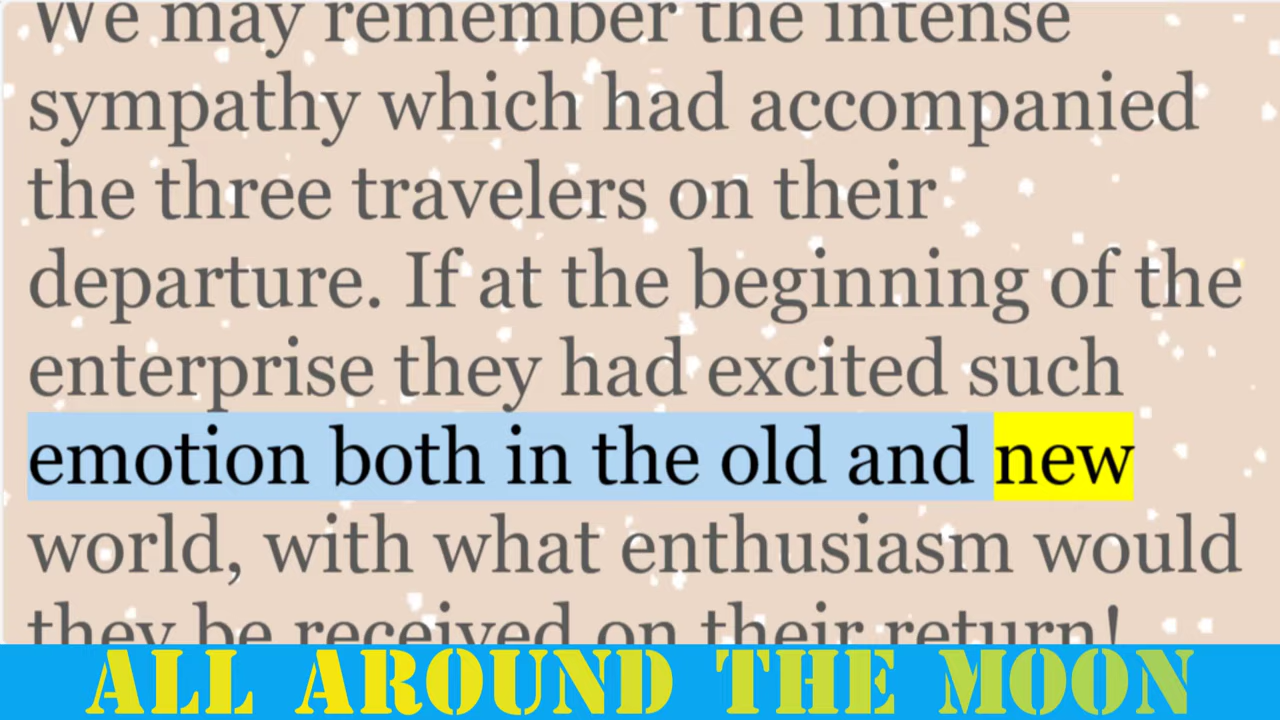 We may remember the intense
sympathy which had accompanied
the three travelers on their
departure. If at the beginning of the
enterprise they had excited such
emotion both in the old and new
world, with what enthusiasm would
they be received on their return!
ALL AROUND THE MOON